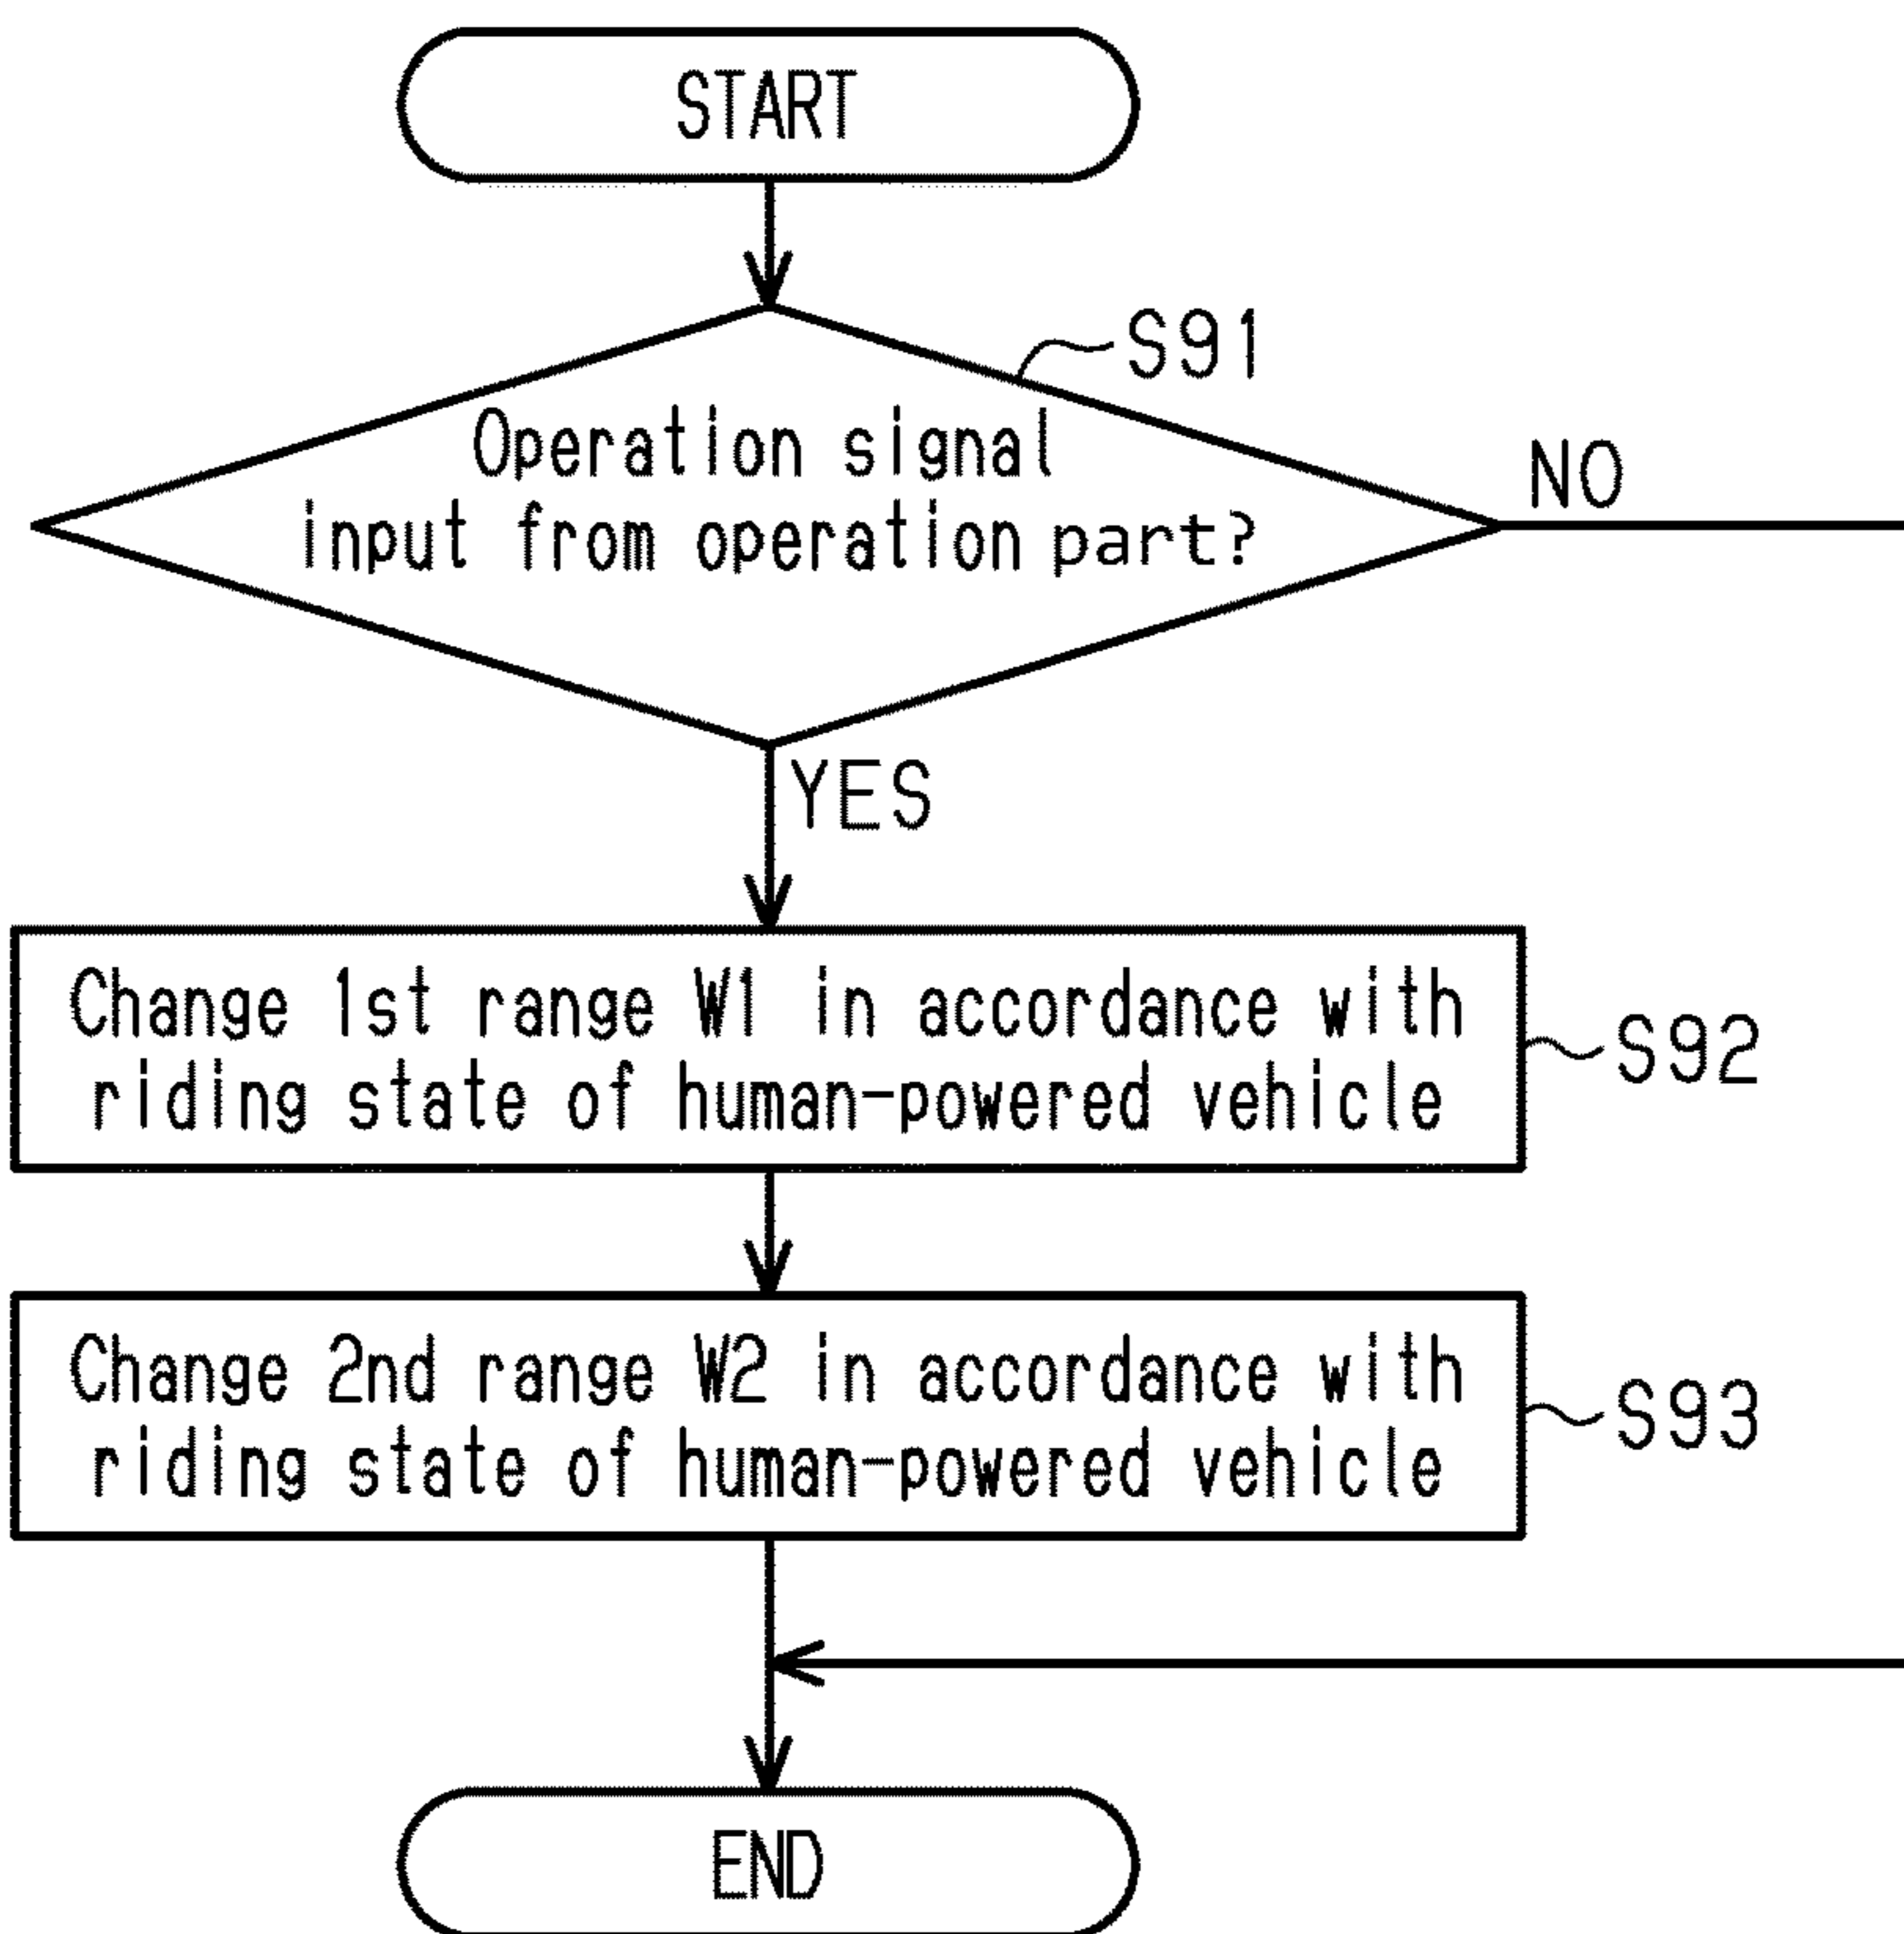 START
S91
Operation signal
input from operation part?
NO
YES
Change 1st range W1 in accordance with
riding state of human-powered vehicle
S92
Change 2nd range W2 in accordance with
riding state of human-powered vehicle
S93
END